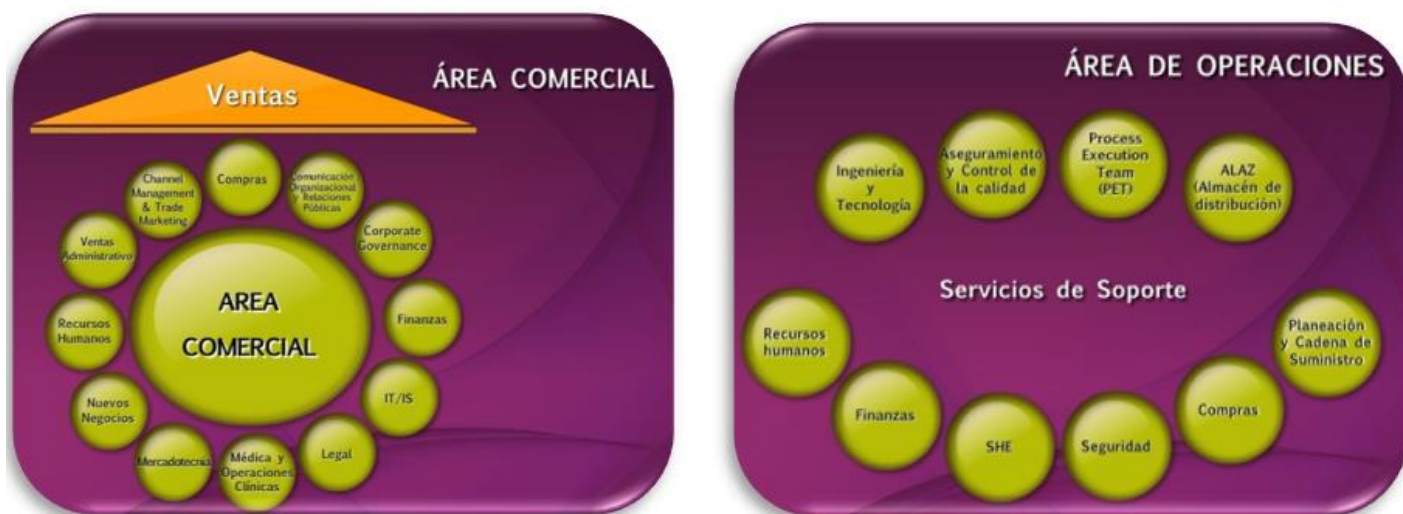 ÁREA COMERCIAL
Ventas
Compras
Comunicación
Organizacional
y Relaciones
Públicas
Corporate
Governance
Finanzas
IT/IS
Legal
Médica y
Operaciones
Clínicas
Mercadotecnia
Nuevos
Negocios
Recursos
Humanos
Ventas
Administrativo
Channel
Management
& Trade
Marketing
AREA
COMERCIAL
ÁREA DE OPERACIONES
Ingeniería
y
Tecnología
Aseguramiento
y Control de
la calidad
Process
Execution
Team
(PET)
ALAZ
(Almacén de
distribución)
Servicios de Soporte
Recursos
humanos
Finanzas
SHE
Seguridad
Compras
Planeación
y Cadena de
Suministro